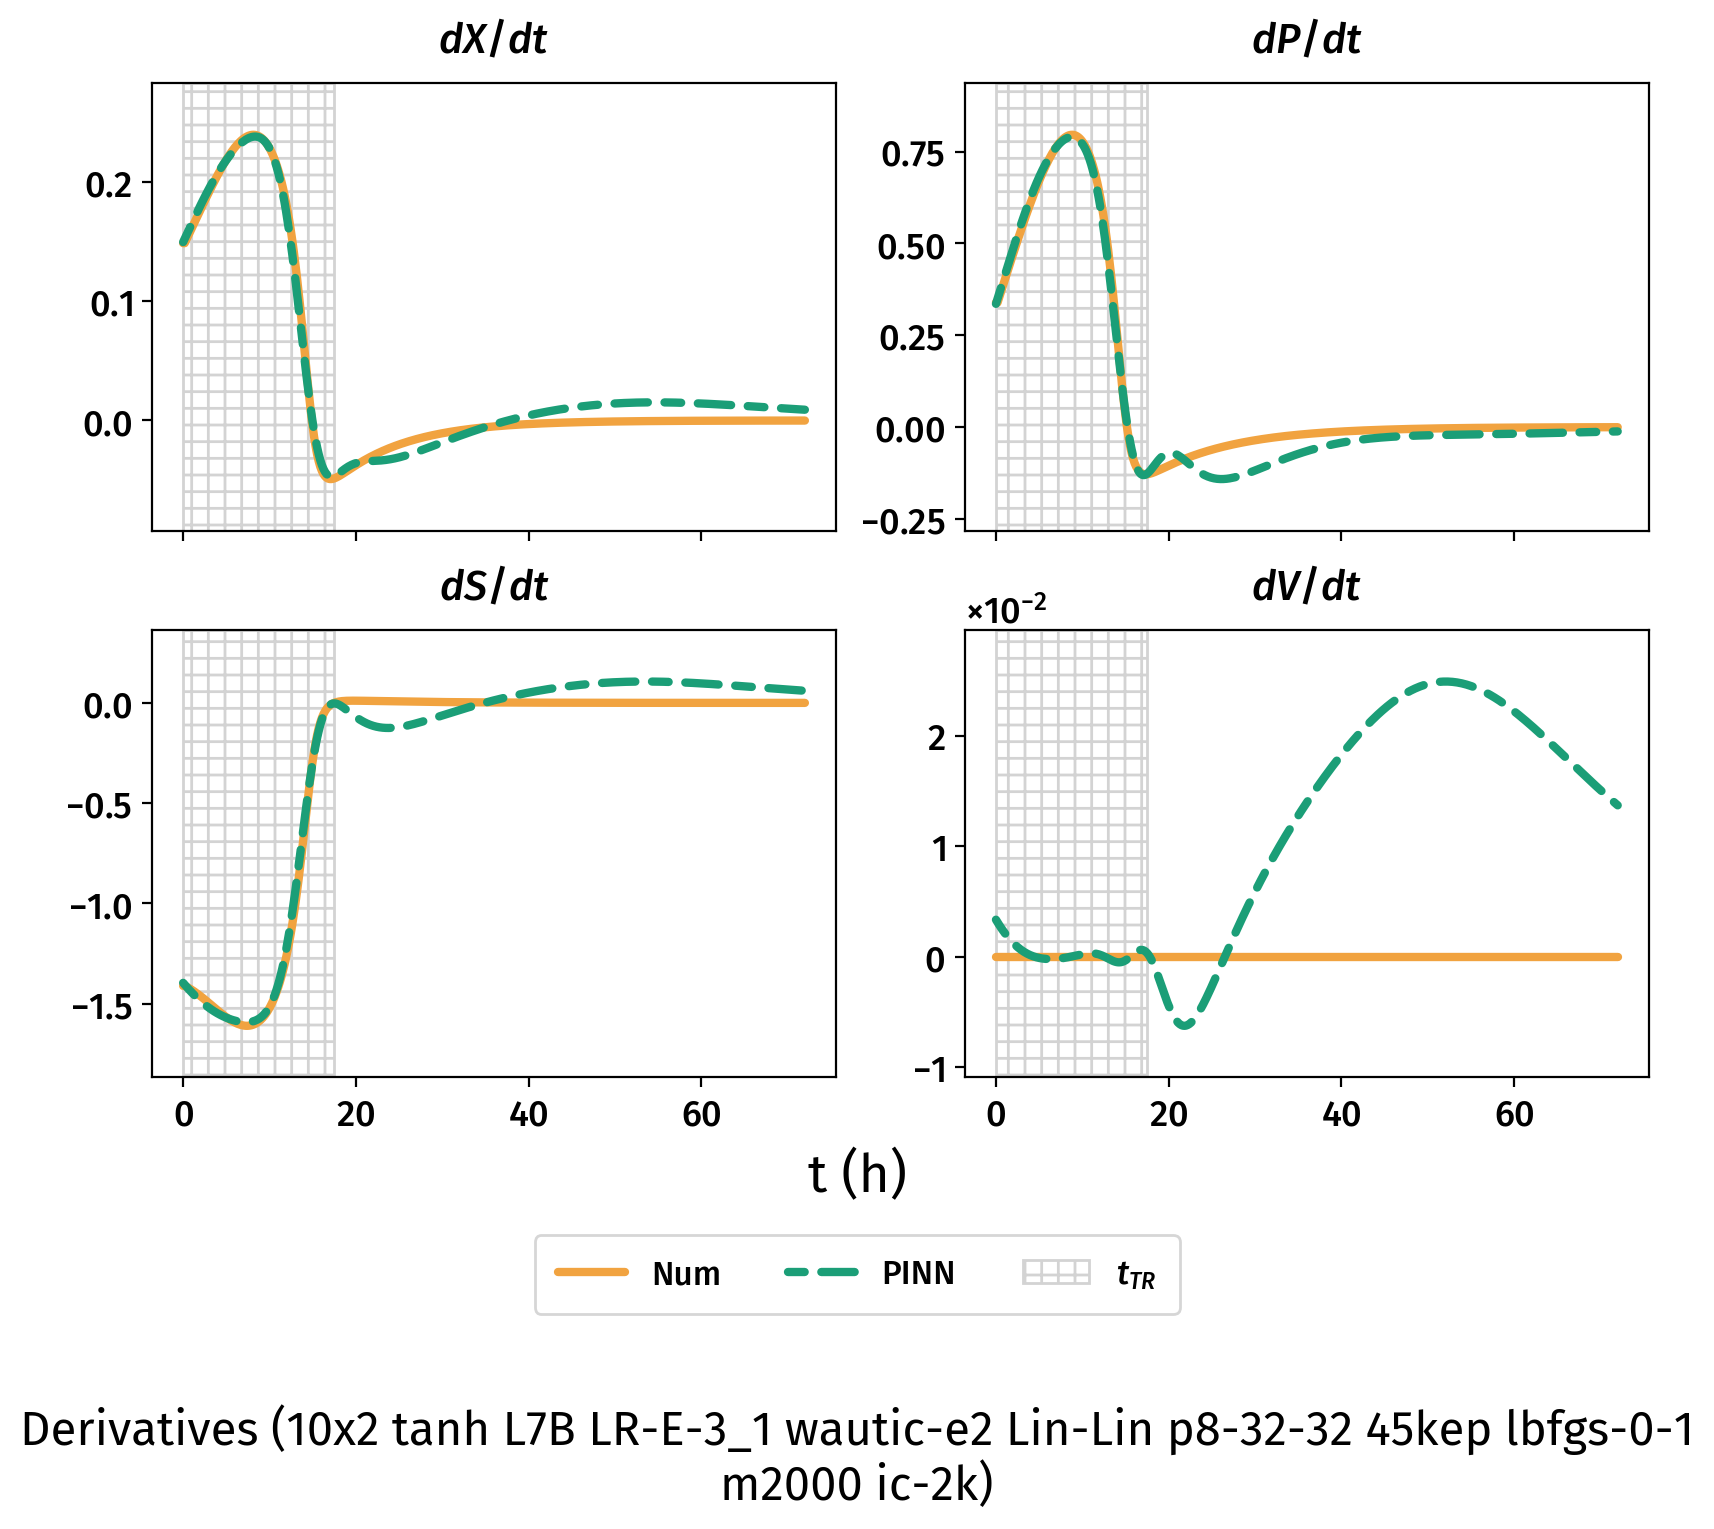 dX/dt
dP/dt
0.2
0.1
0.0
0.75
0.50
0.25
0.00
−0.25
dS/dt
dV/dt
×10⁻²
0.0
−0.5
−1.0
−1.5
2
1
0
−1
0 20 40 60
0 20 40 60
t (h)
Num PINN t_TR
Derivatives (10x2 tanh L7B LR-E-3_1 wautic-e2 Lin-Lin p8-32-32 45kep lbfgs-0-1
m2000 ic-2k)